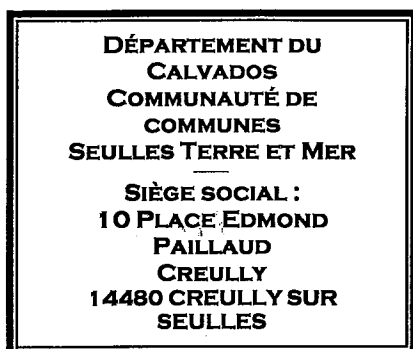 DÉPARTEMENT DU
CALVADOS
COMMUNAUTÉ DE
COMMUNES
SEULLES TERRE ET MER
SIÈGE SOCIAL :
10 PLACE EDMOND
PAILLAUD
CREULLY
14480 CREULLY SUR
SEULLES